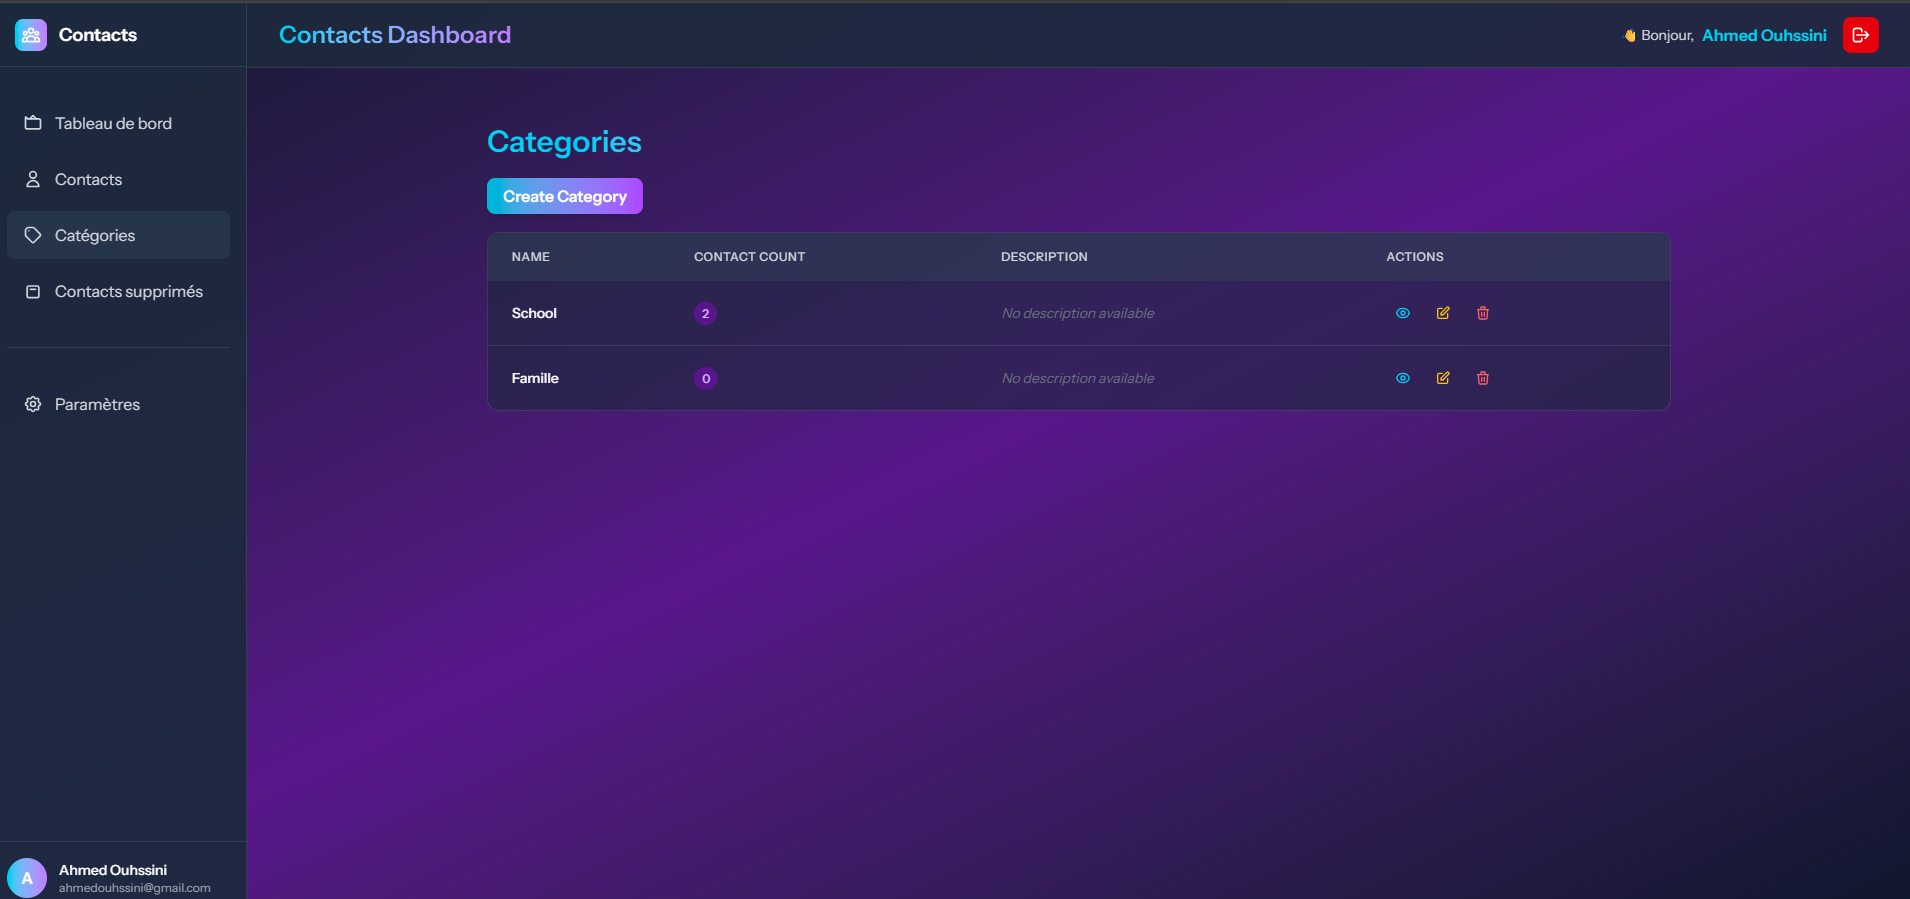 Contacts
Tableau de bord
Contacts
Catégories
Contacts supprimés
Paramètres
A
Ahmed Ouhssini
ahmedouhssini@gmail.com
Contacts Dashboard
👋 Bonjour, Ahmed Ouhssini
Categories
Create Category
NAME CONTACT COUNT DESCRIPTION ACTIONS
School 2 No description available
Famille 0 No description available